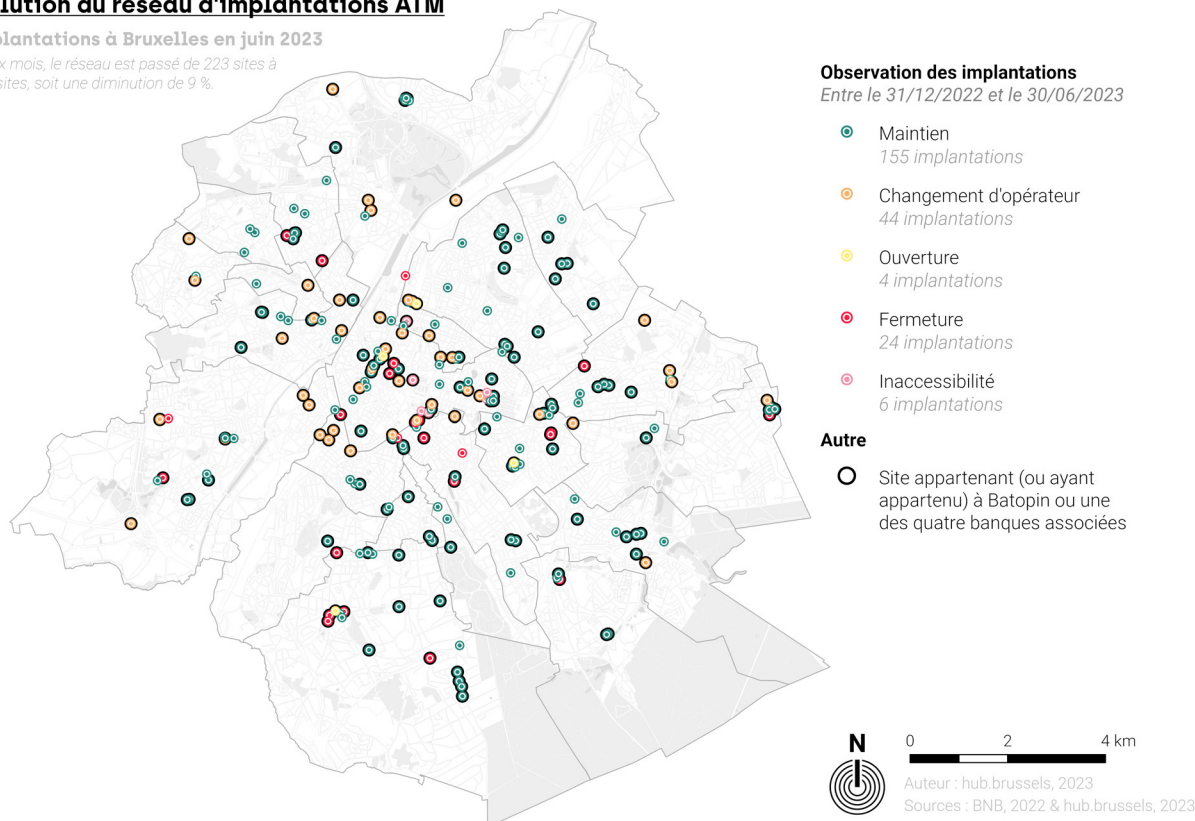 lution du réseau d'implantations ATM
plantations à Bruxelles en juin 2023
x mois, le réseau est passé de 223 sites à
sites, soit une diminution de 9 %.
Observation des implantations
Entre le 31/12/2022 et le 30/06/2023
Maintien
155 implantations
Changement d'opérateur
44 implantations
Ouverture
4 implantations
Fermeture
24 implantations
Inaccessibilité
6 implantations
Autre
Site appartenant (ou ayant
appartenu) à Batopin ou une
des quatre banques associées
N
0 2 4 km
Auteur : hub.brussels, 2023
Sources : BNB, 2022 & hub.brussels, 2023